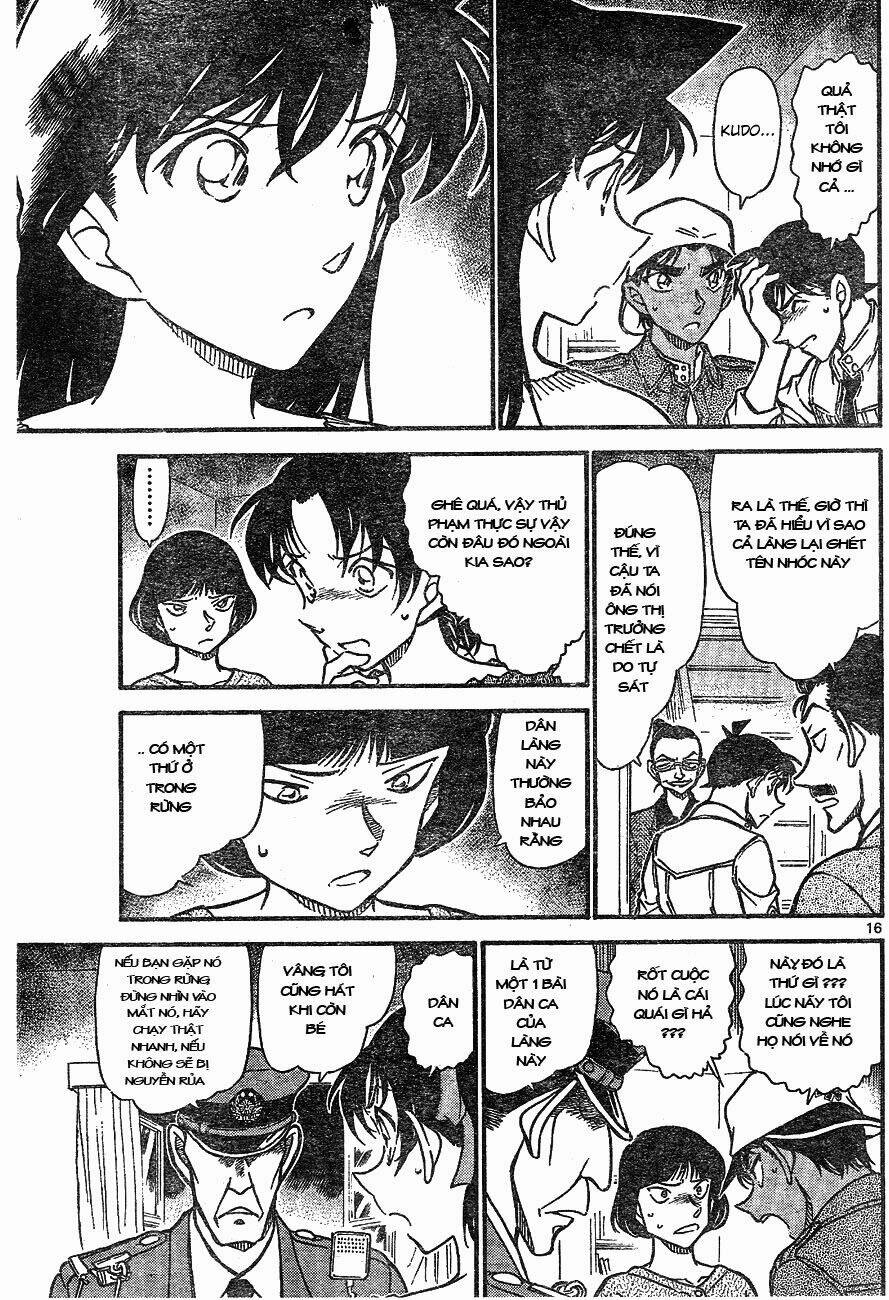 QUẢ
THẬT
TÔI
KHÔNG
NHỚ GÌ
CẢ ...
KUDO...
RA LÀ THẾ, GIỜ THÌ
TA ĐÃ HIỂU VÌ SAO
CẢ LÀNG LẠI GHÉT
TÊN NHÓC NÀY
ĐÚNG
THẾ, VÌ
CẬU TA
ĐÃ NÓI
ÔNG THỊ
TRƯỞNG
CHẾT LÀ
DO TỰ
SÁT
GHÊ QUÁ, VẬY THỦ
PHẠM THỰC SỰ VẬY
CÒN ĐÂU ĐÓ NGOÀI
KIA SAO?
........
DÂN
LÀNG
NÀY
THƯỜNG
BẢO
NHAU
RẰNG
.. CÓ MỘT
THỨ Ở
TRONG
RỪNG
16
NÀY ĐÓ LÀ
THỨ GÌ ???
LÚC NÃY TÔI
CŨNG NGHE
HỌ NÓI VỀ NÓ
RỐT CUỘC
NÓ LÀ CÁI
QUÁI GÌ HẢ
???
LÀ TỪ
MỘT 1 BÀI
DÂN CA
CỦA
LÀNG
NÀY
DÂN
CA
VÂNG TÔI
CŨNG HÁT
KHI CÒN
BÉ
NẾU BẠN GẶP NÓ
TRONG RỪNG,
ĐỪNG NHÌN VÀO
MẮT NÓ, HÃY
CHẠY THẬT
NHANH, NẾU
KHÔNG SẼ BỊ
NGUYỀN RỦA